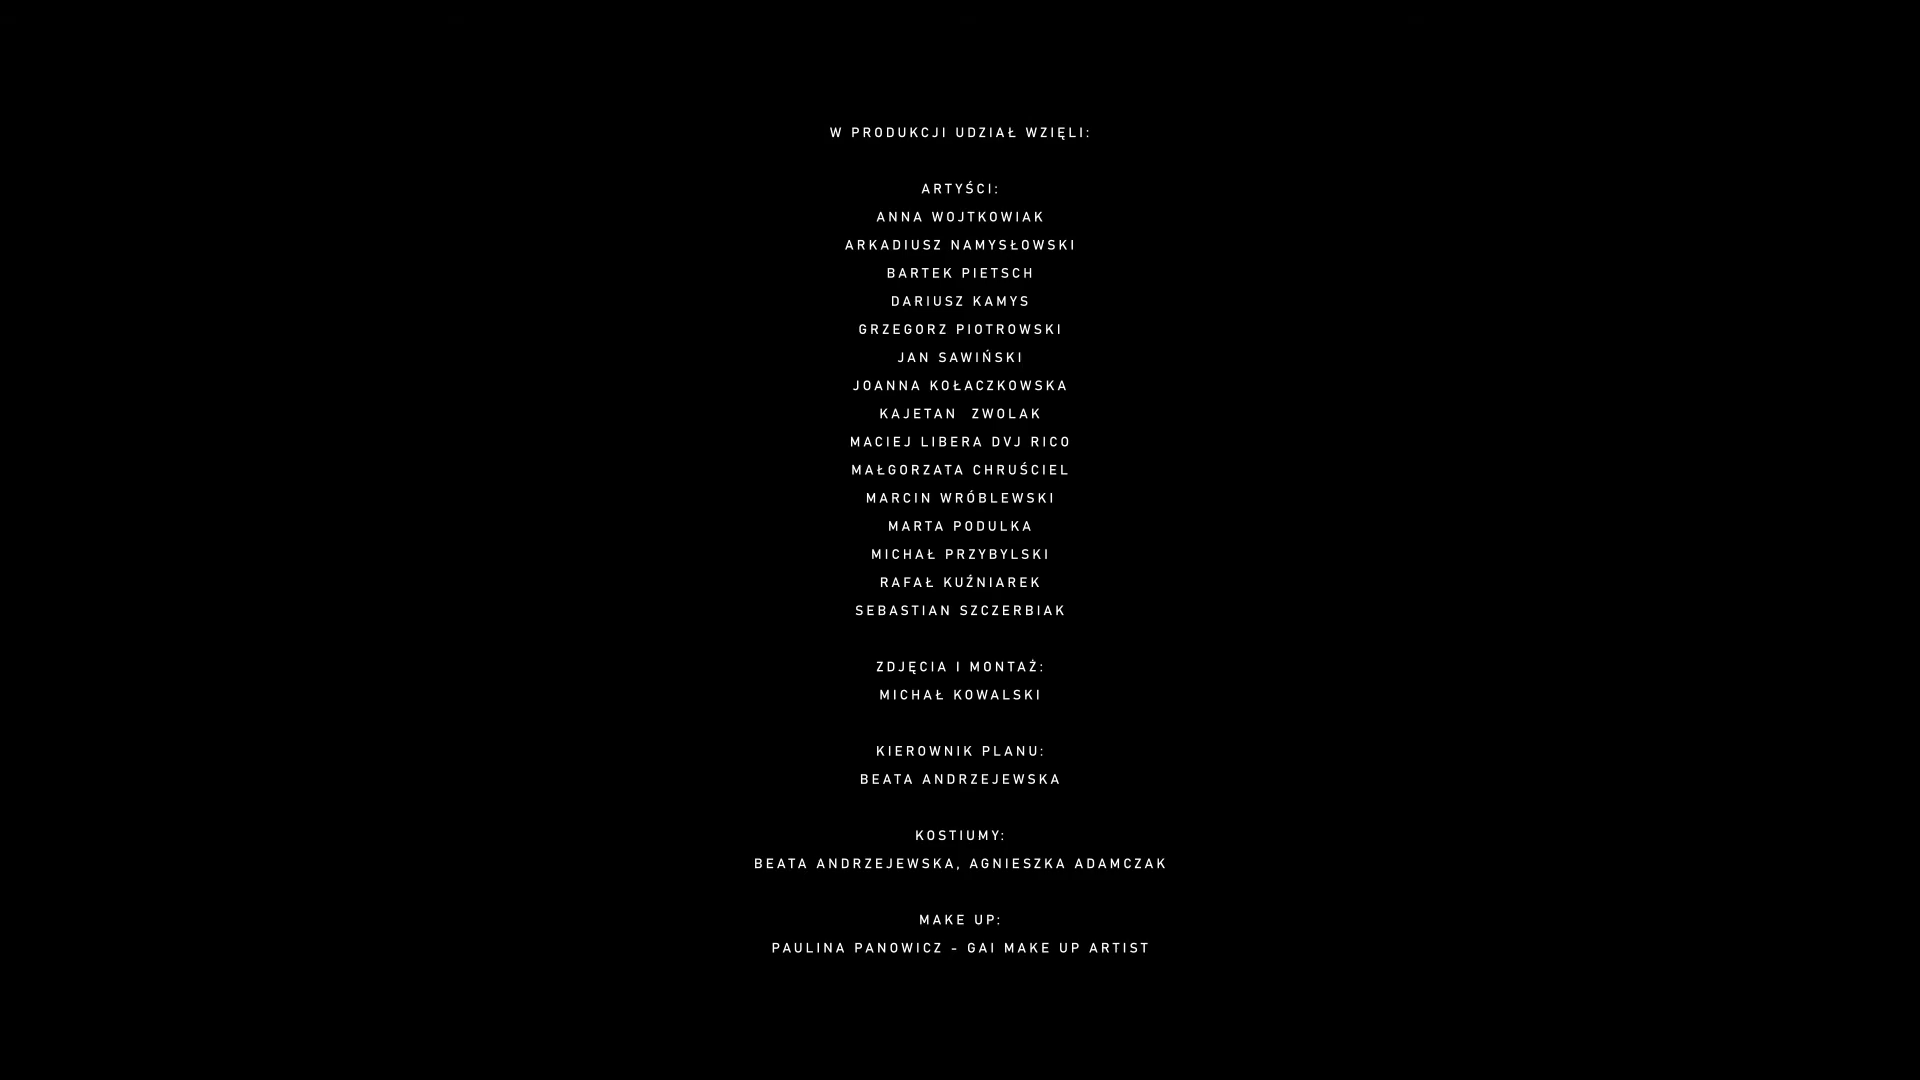 W PRODUKCJI UDZIAŁ WZIĘLI:
ARTYŚCI:
ANNA WOJTKOWIAK
ARKADIUSZ NAMYSŁOWSKI
BARTEK PIETSCH
DARIUSZ KAMYS
GRZEGORZ PIOTROWSKI
JAN SAWIŃSKI
JOANNA KOŁACZKOWSKA
KAJETAN  ZWOLAK
MACIEJ LIBERA DVJ RICO
MAŁGORZATA CHRUŚCIEL
MARCIN WRÓBLEWSKI
MARTA PODULKA
MICHAŁ PRZYBYLSKI
RAFAŁ KUŹNIAREK
SEBASTIAN SZCZERBIAK
ZDJĘCIA I MONTAŻ:
MICHAŁ KOWALSKI
KIEROWNIK PLANU:
BEATA ANDRZEJEWSKA
KOSTIUMY:
BEATA ANDRZEJEWSKA, AGNIESZKA ADAMCZAK
MAKE UP:
PAULINA PANOWICZ - GAI MAKE UP ARTIST